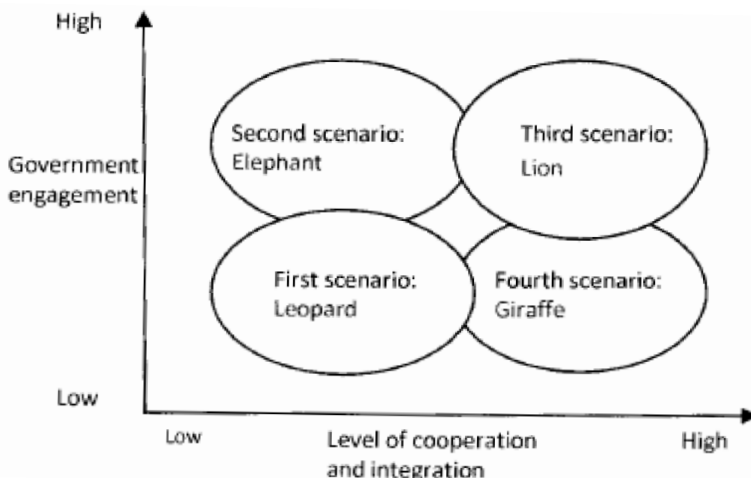 High
Second scenario:
Elephant
Third scenario:
Lion
Government
engagement
First scenario:
Leopard
Fourth scenario:
Giraffe
Low
Low
Level of cooperation
and integration
High